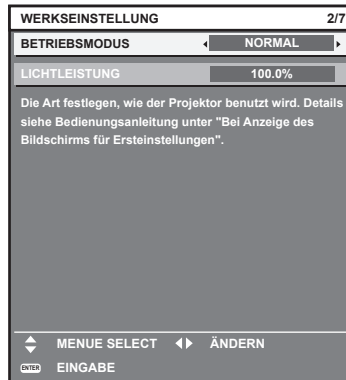 WERKSEINSTELLUNG 2/7
BETRIEBSMODUS NORMAL
LICHTLEISTUNG 100.0%
Die Art festlegen, wie der Projektor benutzt wird. Details
siehe Bedienungsanleitung unter "Bei Anzeige des
Bildschirms für Ersteinstellungen".
MENUE SELECT ÄNDERN
ENTER EINGABE